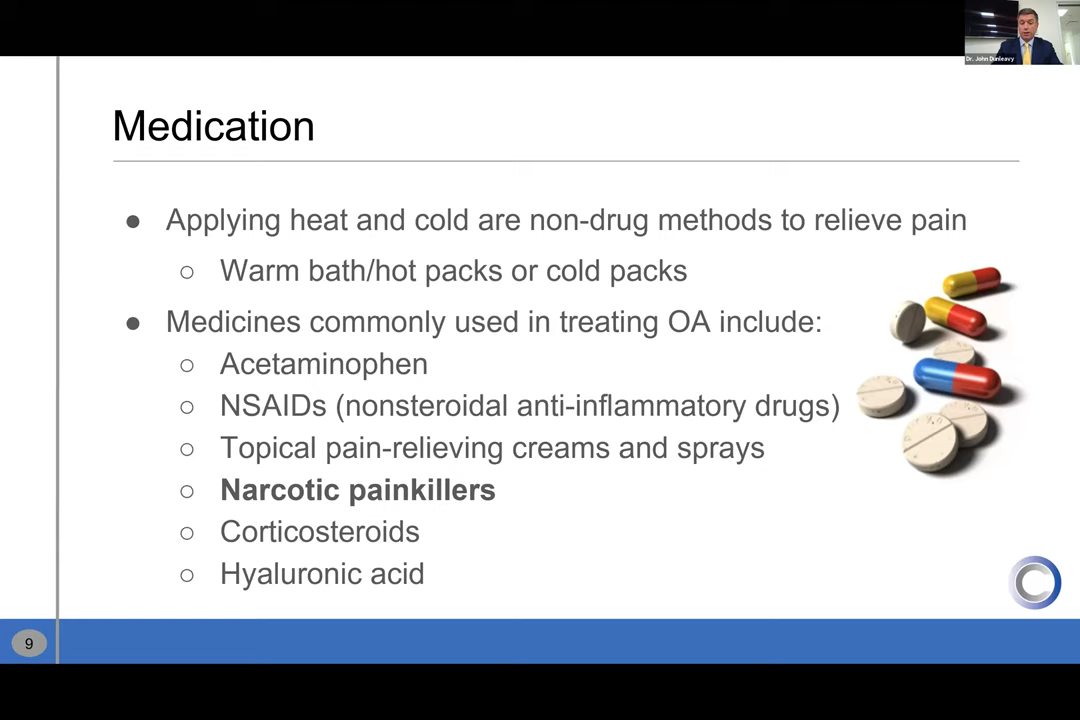 Dr. John Dunleavy
Medication
● Applying heat and cold are non-drug methods to relieve pain
○ Warm bath/hot packs or cold packs
● Medicines commonly used in treating OA include:
○ Acetaminophen
○ NSAIDs (nonsteroidal anti-inflammatory drugs)
○ Topical pain-relieving creams and sprays
○ Narcotic painkillers
○ Corticosteroids
○ Hyaluronic acid
9